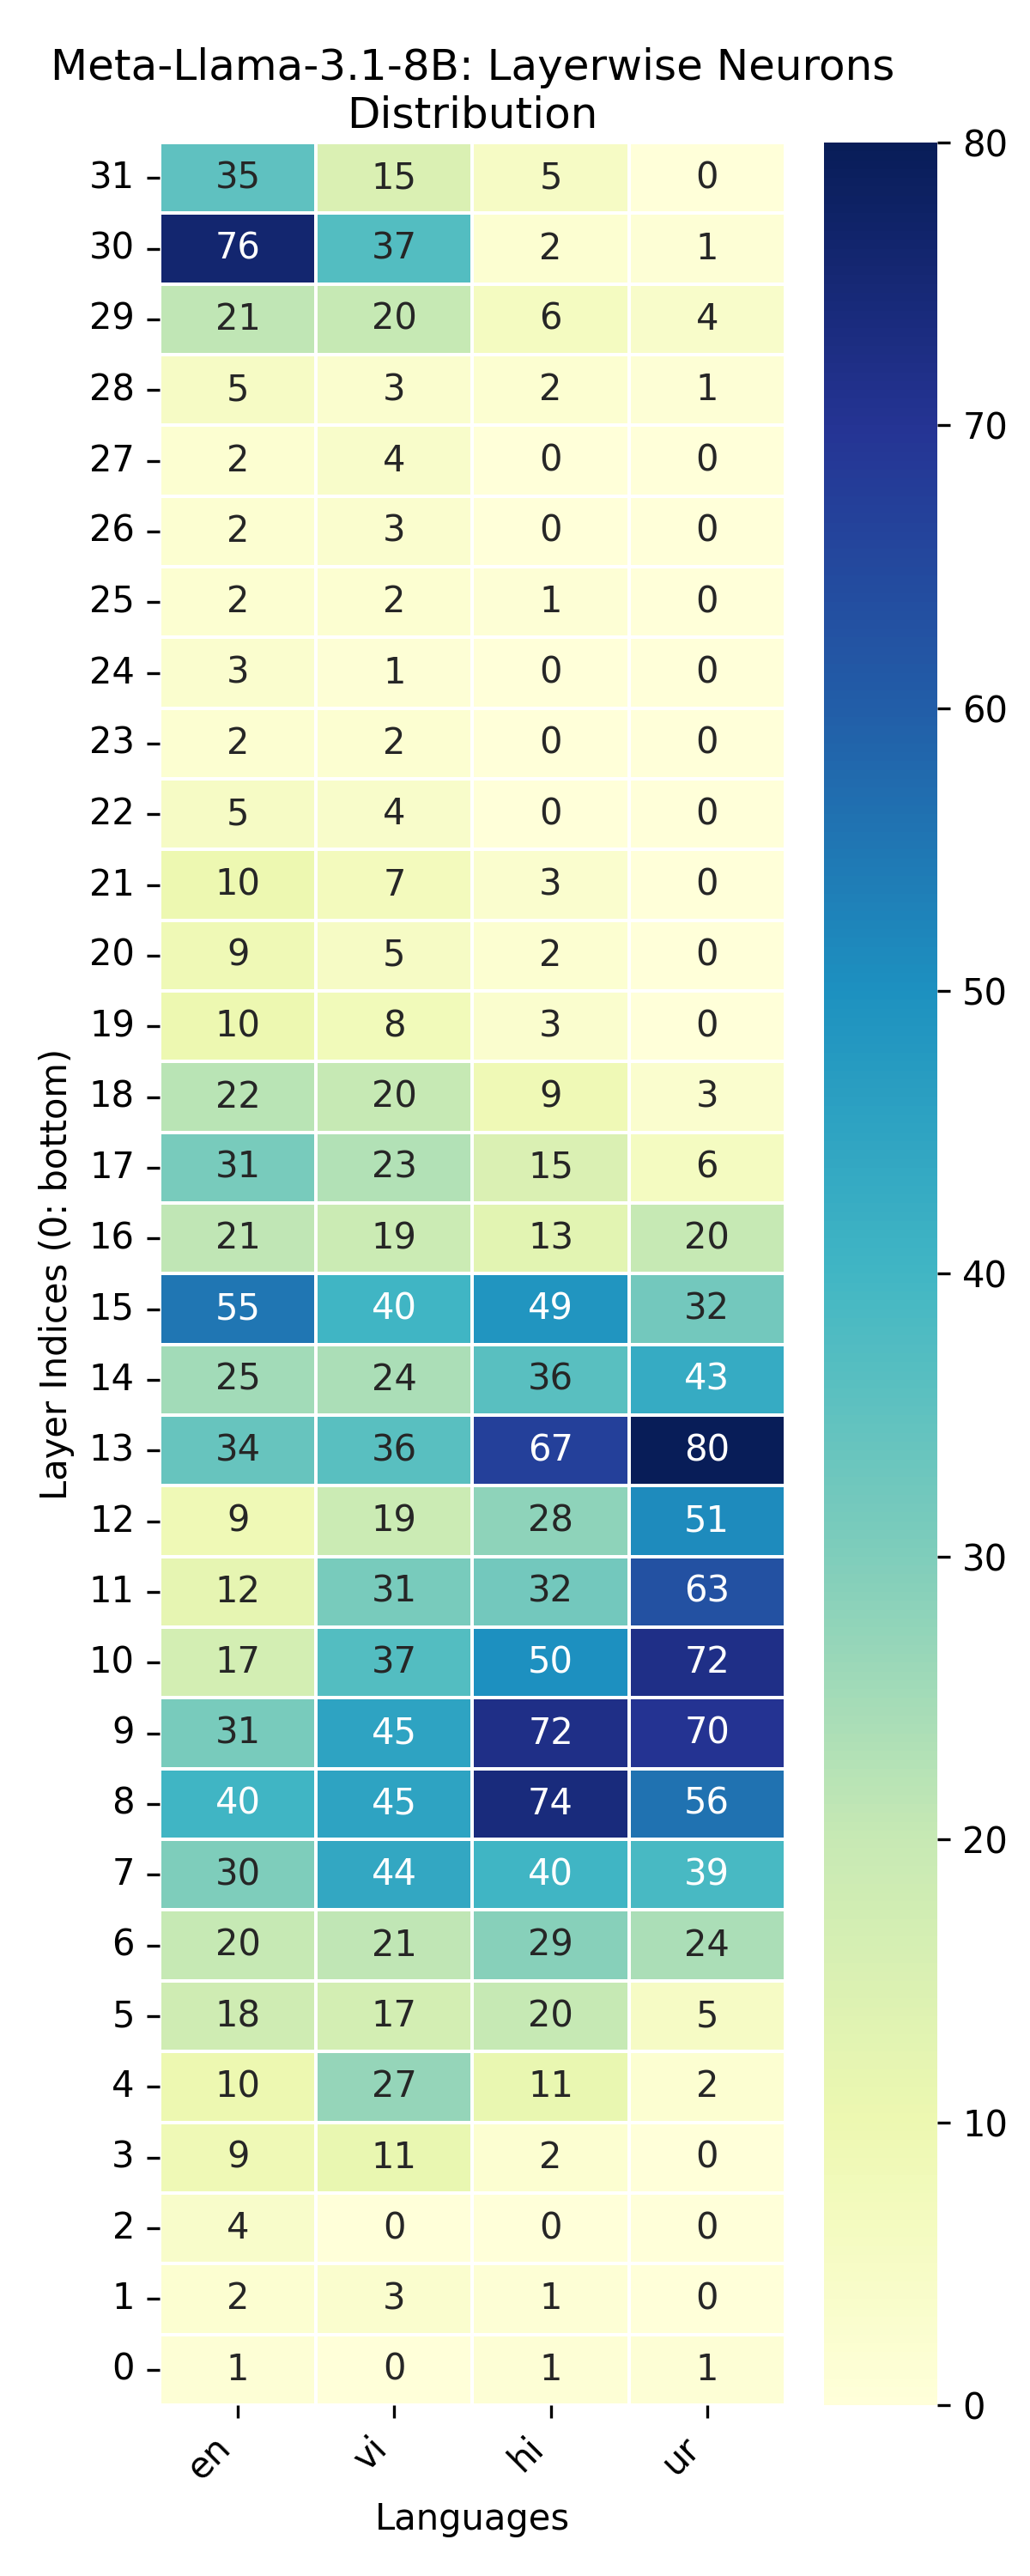 Meta-Llama-3.1-8B: Layerwise Neurons
Distribution
31 35 15 5 0
30 76 37 2 1
29 21 20 6 4
28 5 3 2 1
27 2 4 0 0
26 2 3 0 0
25 2 2 1 0
24 3 1 0 0
23 2 2 0 0
22 5 4 0 0
21 10 7 3 0
20 9 5 2 0
19 10 8 3 0
18 22 20 9 3
17 31 23 15 6
16 21 19 13 20
15 55 40 49 32
14 25 24 36 43
13 34 36 67 80
12 9 19 28 51
11 12 31 32 63
10 17 37 50 72
9 31 45 72 70
8 40 45 74 56
7 30 44 40 39
6 20 21 29 24
5 18 17 20 5
4 10 27 11 2
3 9 11 2 0
2 4 0 0 0
1 2 3 1 0
0 1 0 1 1
en vi hi ur
Languages
Layer Indices (0: bottom)
80
70
60
50
40
30
20
10
0